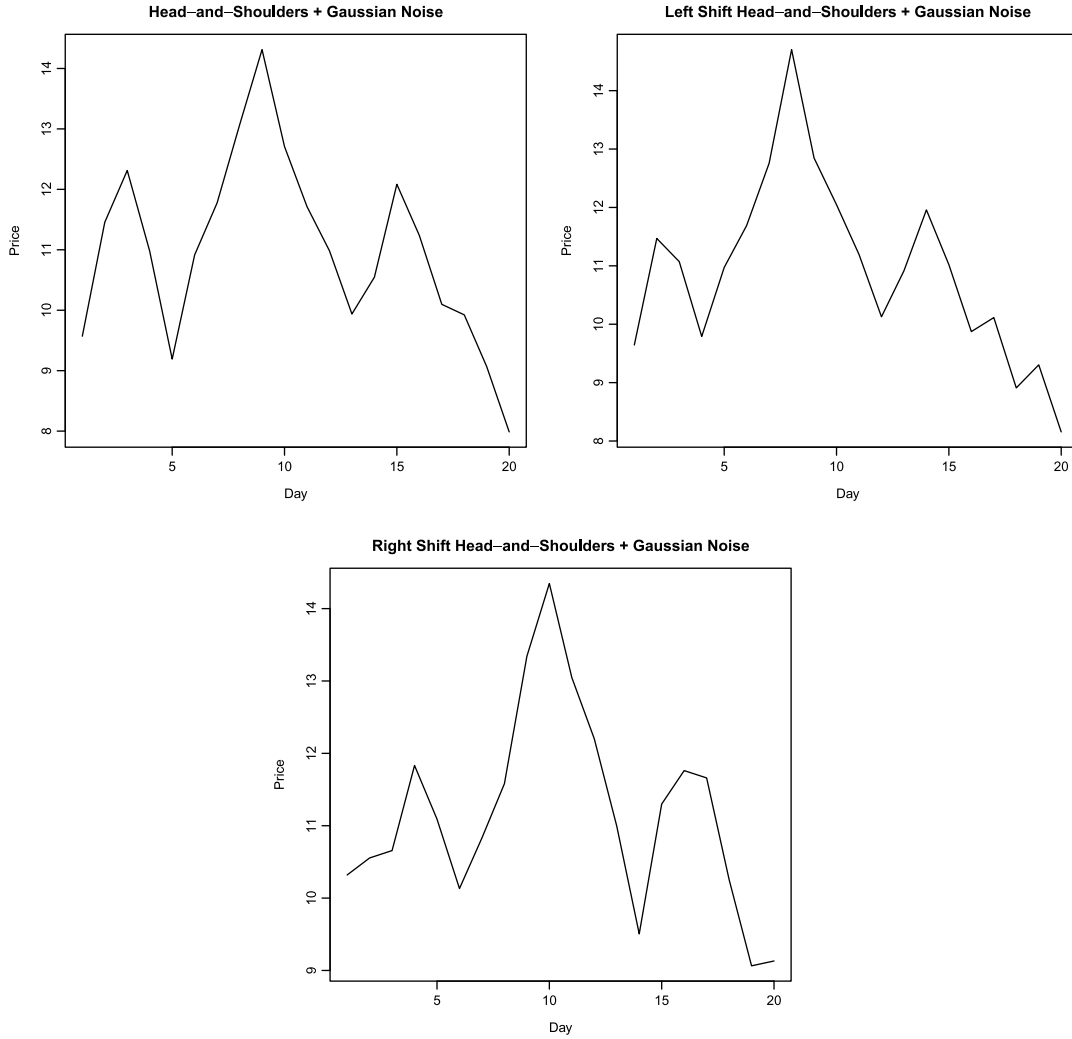 Head–and–Shoulders + Gaussian Noise
14
13
12
11
10
9
8
Price
5 10 15 20
Day
Left Shift Head–and–Shoulders + Gaussian Noise
14
13
12
11
10
9
8
Price
5 10 15 20
Day
Right Shift Head–and–Shoulders + Gaussian Noise
14
13
12
11
10
9
Price
5 10 15 20
Day